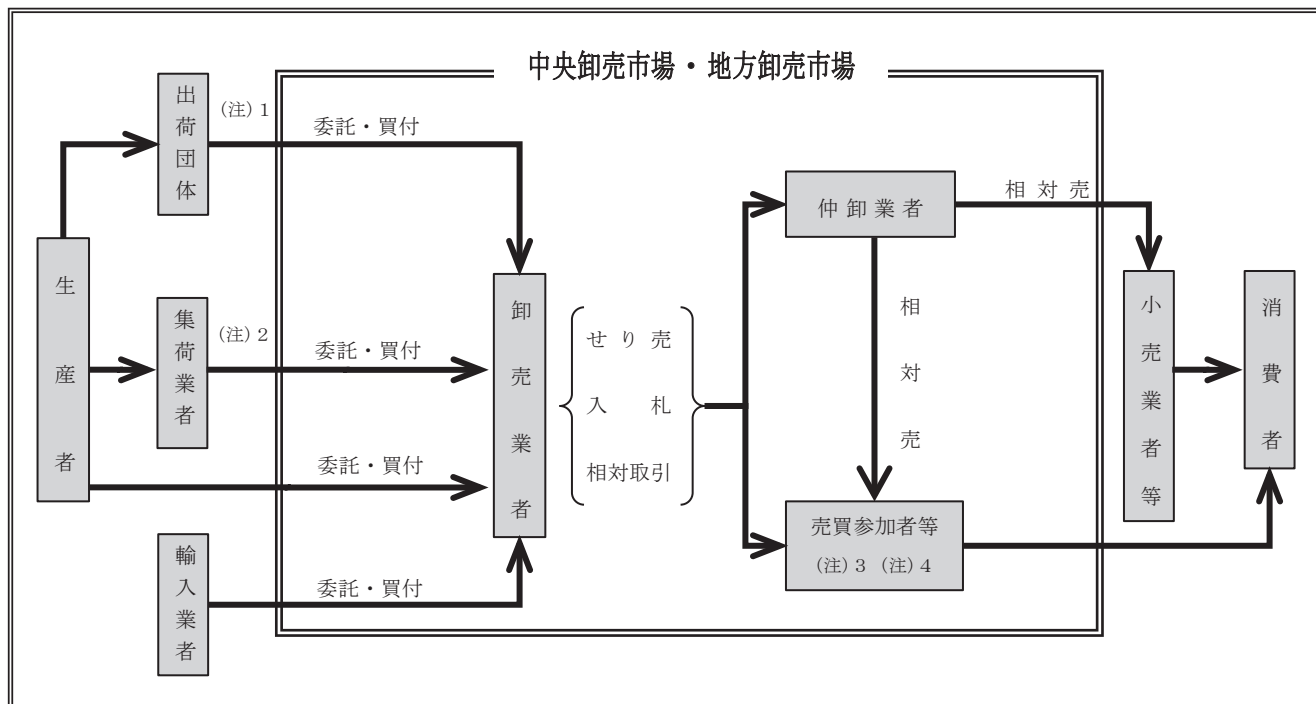 中央卸売市場・地方卸売市場
出荷団体
(注)1
委託・買付
生産者
集荷業者
(注)2
委託・買付
委託・買付
輸入業者
委託・買付
卸売業者
せり売
入札
相対取引
仲卸業者
相対売
相対売
売買参加者等
(注)3 (注)4
小売業者等
消費者